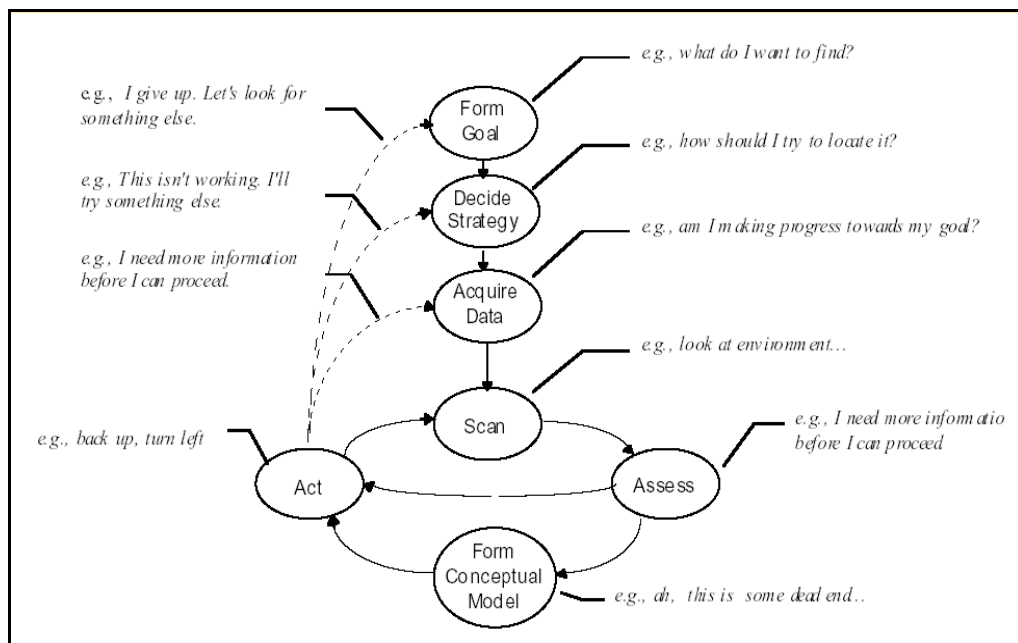 e.g., what do I want to find?
e.g., I give up. Let's look for
something else.
Form
Goal
e.g., how should I try to locate it?
e.g., This isn't working. I'll
try something else.
Decide
Strategy
e.g., am I making progress towards my goal?
e.g., I need more information
before I can proceed.
Acquire
Data
e.g., look at environment...
Scan
e.g., I need more informatio
before I can proceed
e.g., back up, turn left
Act
Assess
Form
Conceptual
Model
e.g., ah, this is some dead end...